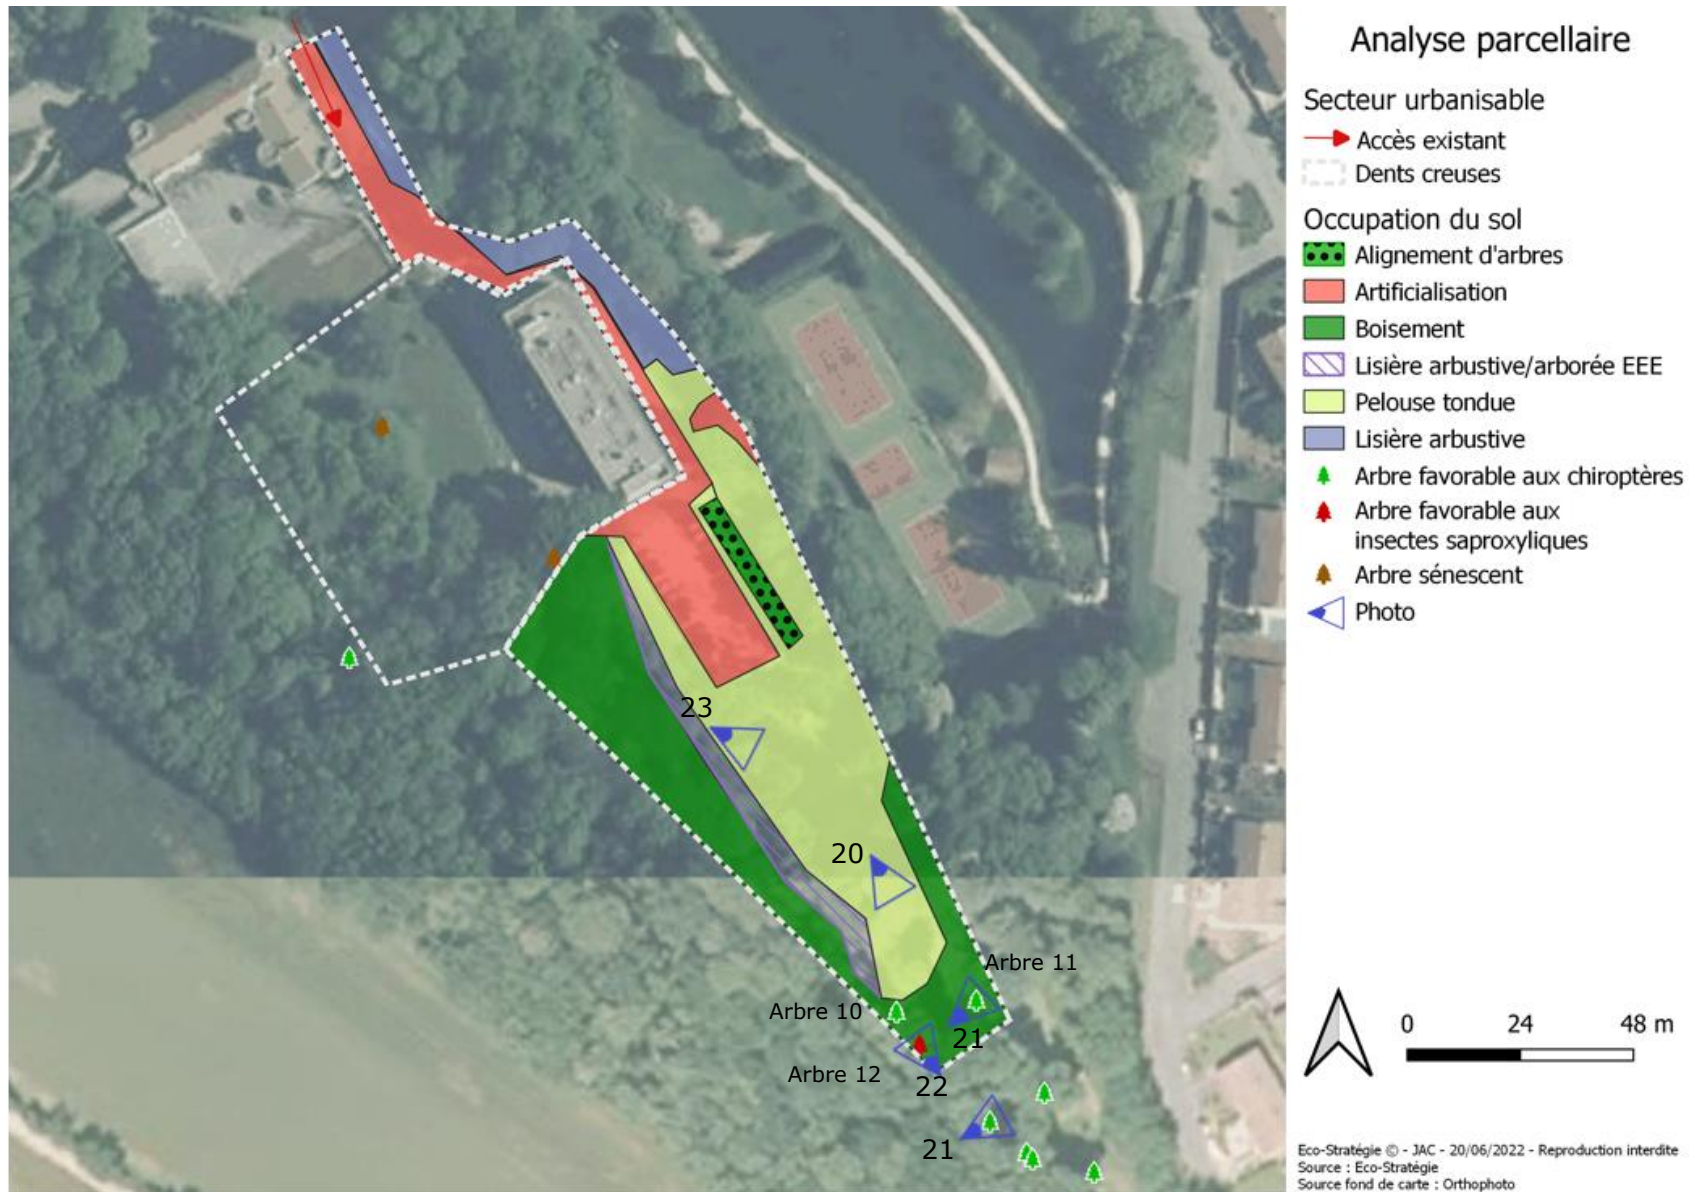 Analyse parcellaire
Secteur urbanisable
Accès existant
Dents creuses
Occupation du sol
Alignement d'arbres
Artificialisation
Boisement
Lisière arbustive/arborée EEE
Pelouse tondue
Lisière arbustive
Arbre favorable aux chiroptères
Arbre favorable aux
insectes saproxyliques
Arbre sénescent
Photo
23
20
Arbre 11
Arbre 10
21
Arbre 12
22
21
0 24 48 m
Eco-Stratégie © - JAC - 20/06/2022 - Reproduction interdite
Source : Eco-Stratégie
Source fond de carte : Orthophoto